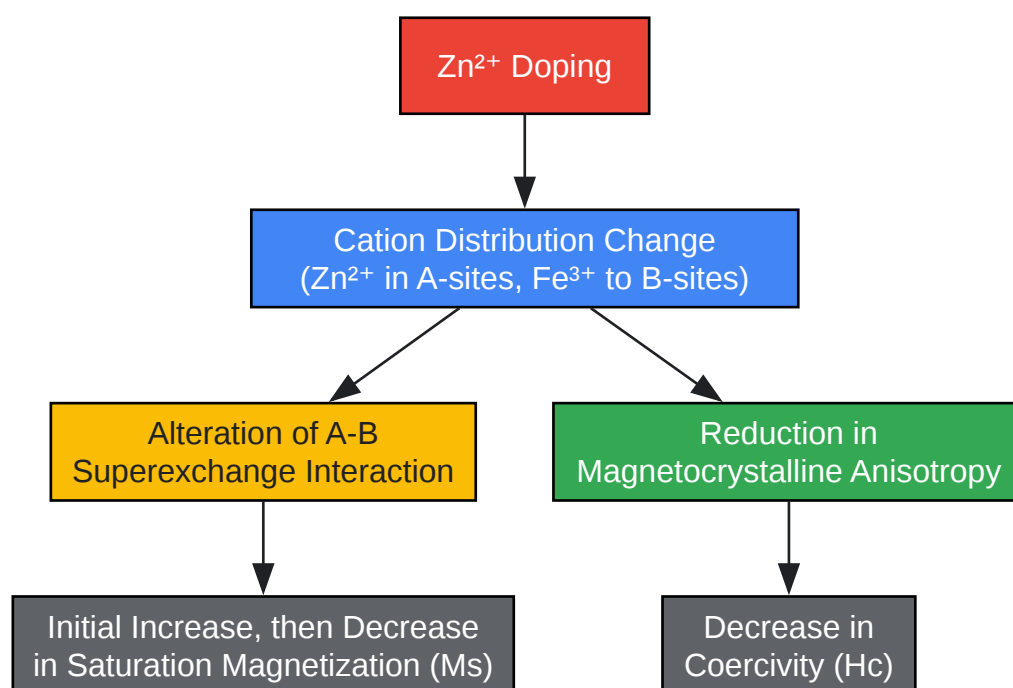 Zn²⁺ Doping
Cation Distribution Change
(Zn²⁺ in A-sites, Fe³⁺ to B-sites)
Alteration of A-B
Superexchange Interaction
Reduction in
Magnetocrystalline Anisotropy
Initial Increase, then Decrease
in Saturation Magnetization (Ms)
Decrease in
Coercivity (Hc)